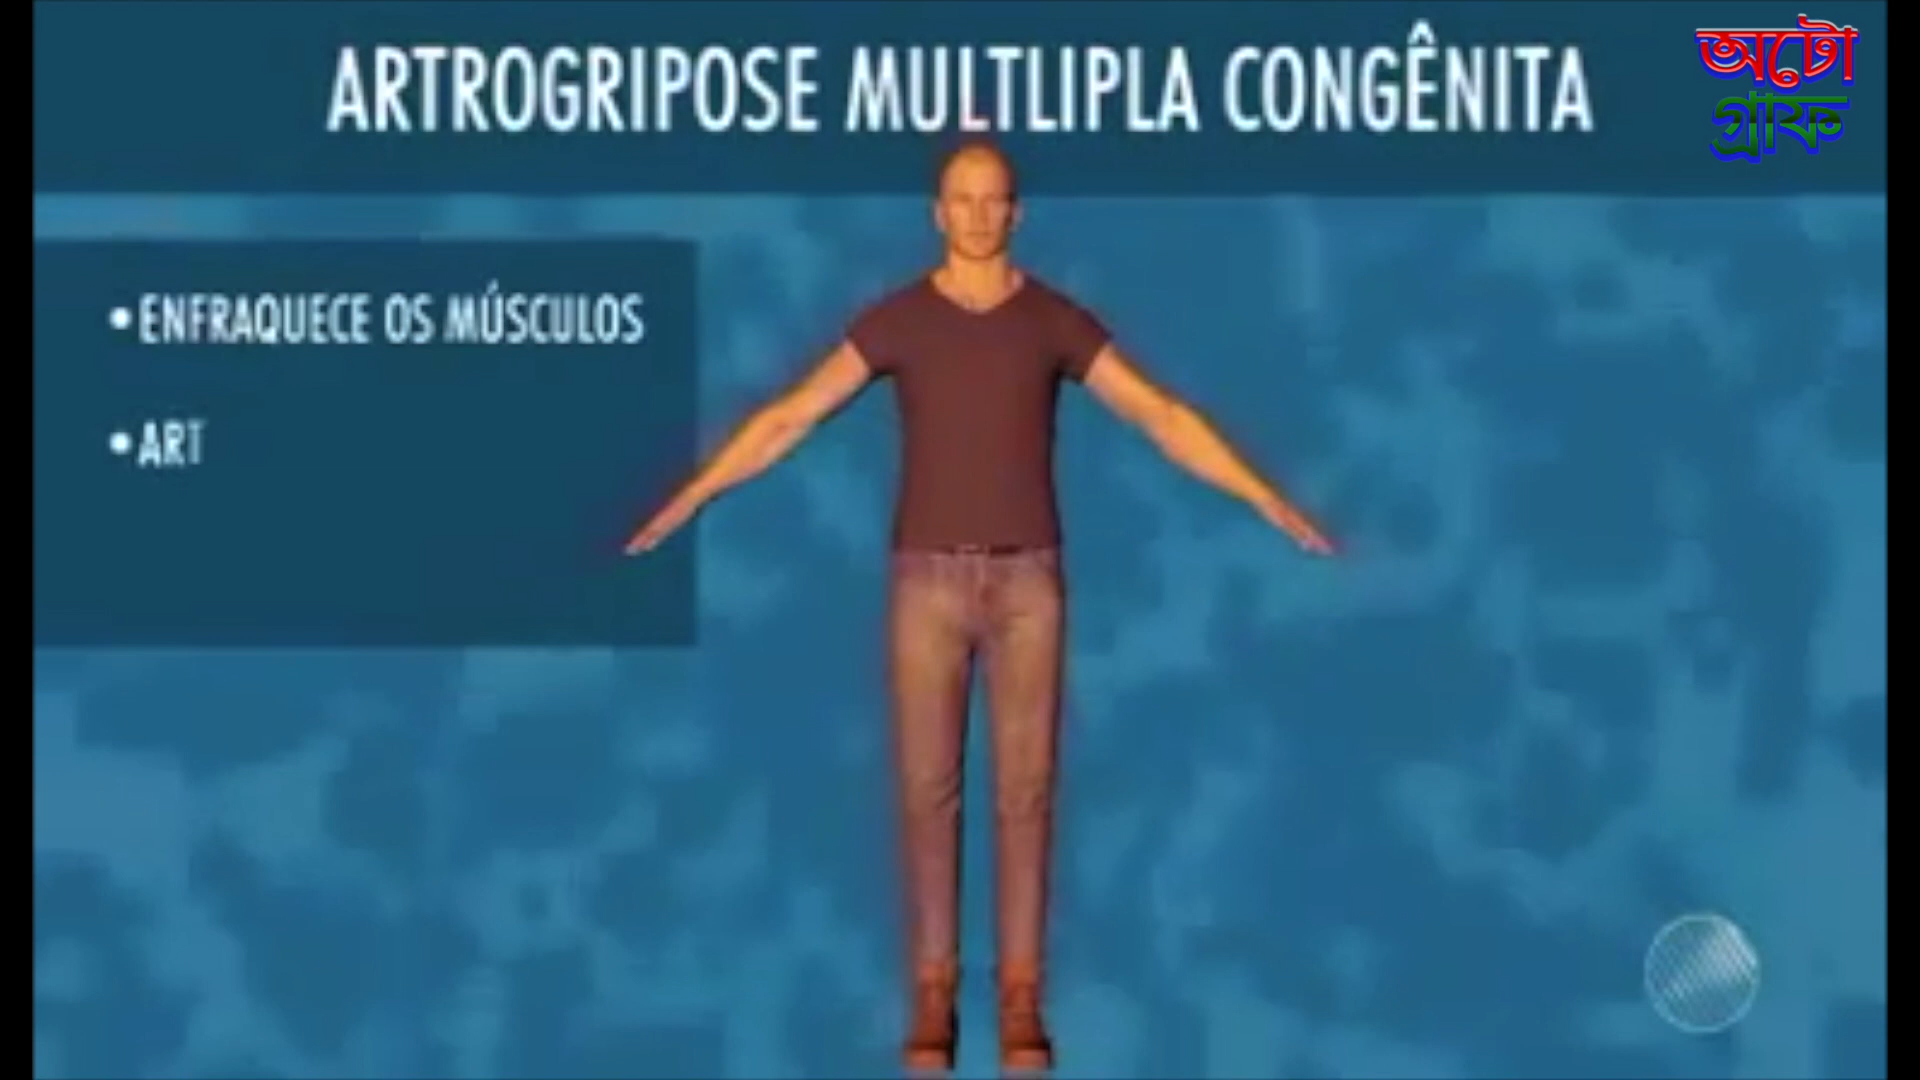 ARTROGRIPOSE MULTLIPLA CONGÊNITA
অটো
গ্রাফ
•ENFRAQUECE OS MÚSCULOS
•ART